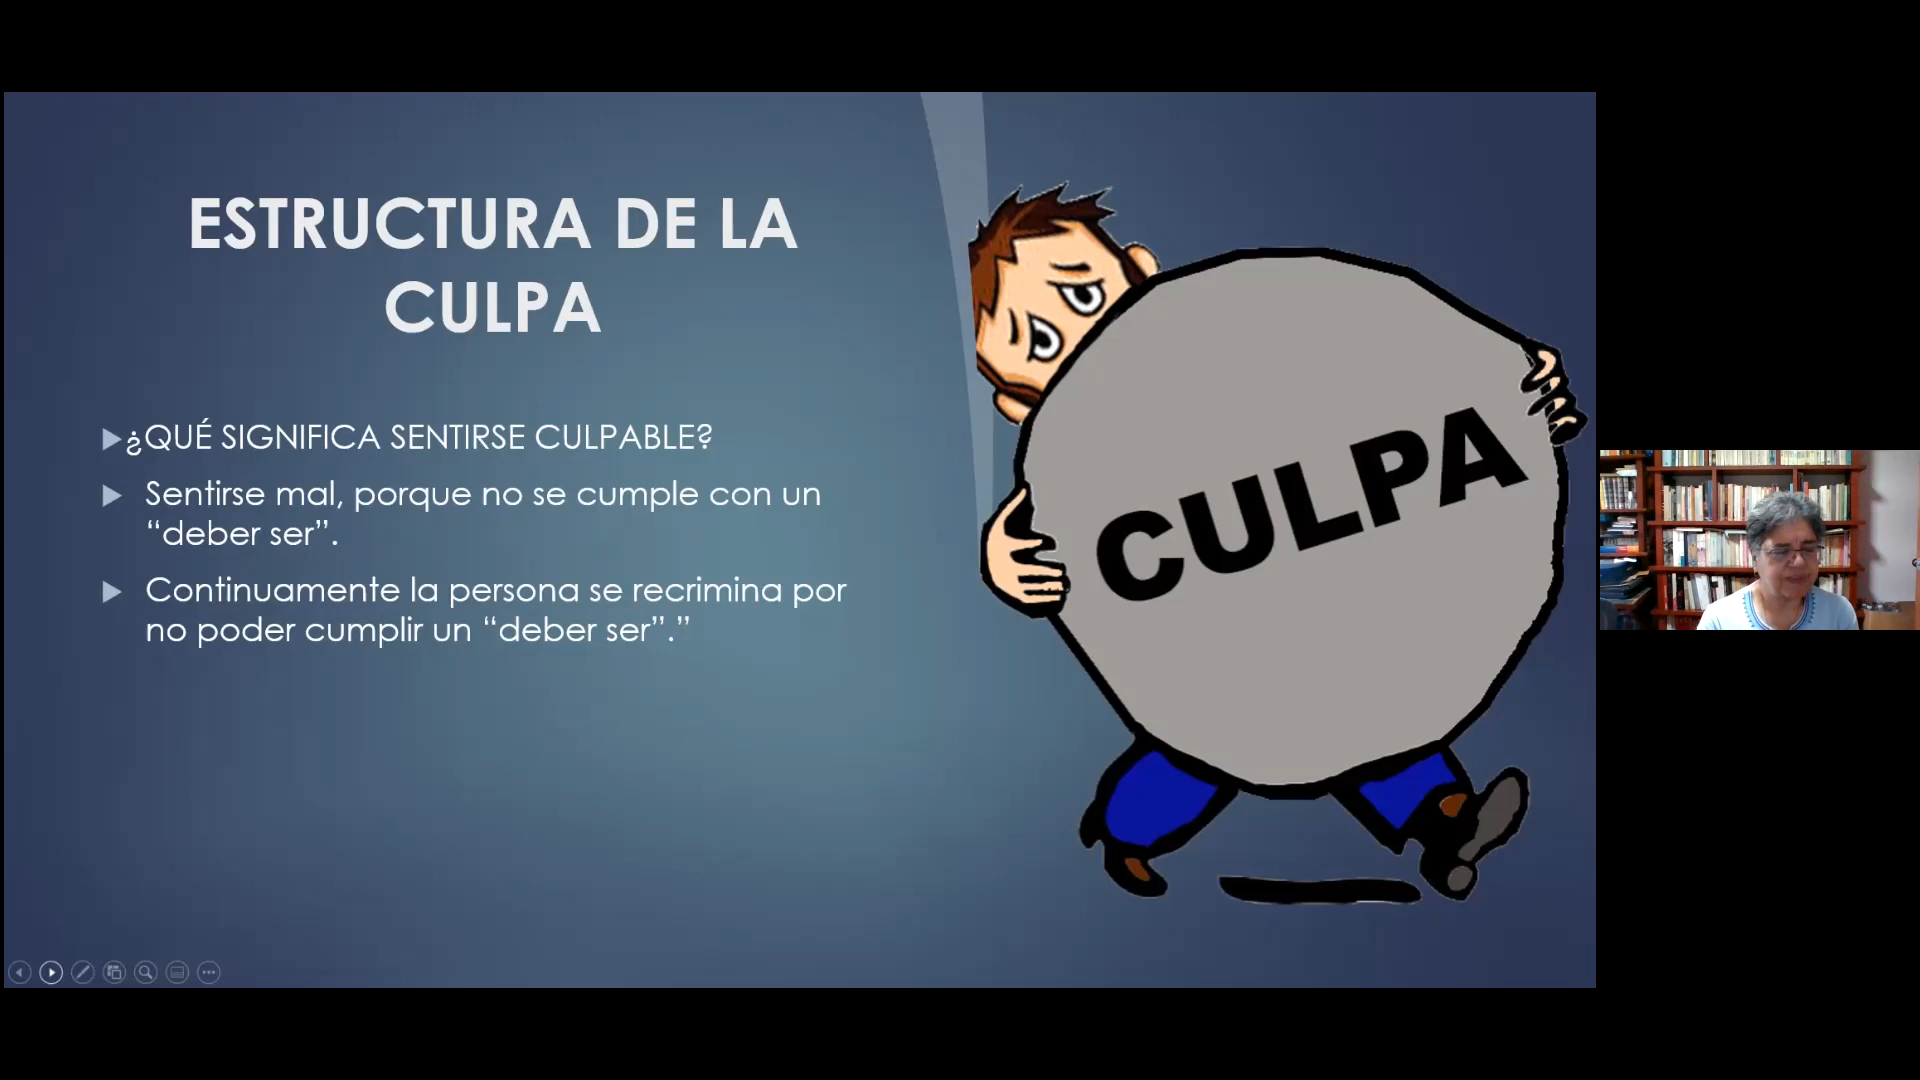 ESTRUCTURA DE LA
CULPA
¿QUÉ SIGNIFICA SENTIRSE CULPABLE?
Sentirse mal, porque no se cumple con un
“deber ser”.
Continuamente la persona se recrimina por
no poder cumplir un “deber ser”.”
CULPA